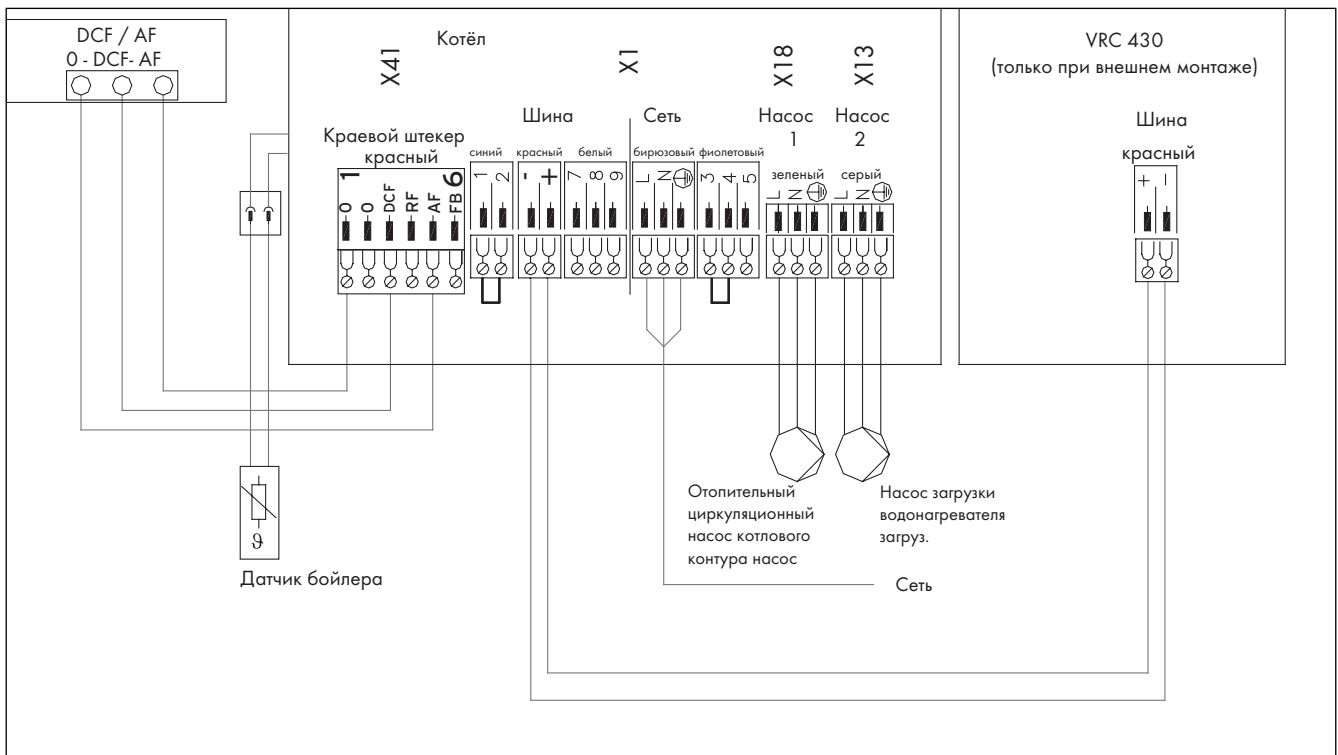 DCF / AF
0 - DCF- AF
Котёл
X41
X1
X18
X13
VRC 430
(только при внешнем монтаже)
Шина
Сеть
Насос
1
Насос
2
Шина
красный
Краевой штекер
красный
синий
красный
белый
бирюзовый
фиолетовый
зеленый
серый
1
0
0
DCF
RF
AF
FB
6
1
2
-
+
7
8
9
L
N
3
4
5
L
N
L
N
+
-
Отопительный
циркуляционный
насос котлового
контура насос
Насос загрузки
водонагревателя
загруз.
ϑ
Датчик бойлера
Сеть